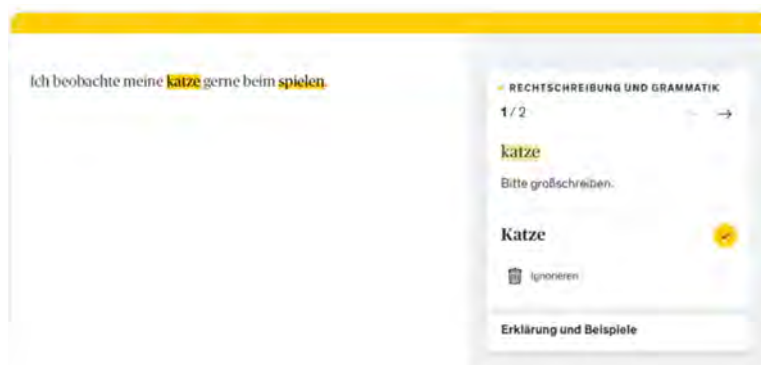 Ich beobachte meine katze gerne beim spielen.
RECHTSCHREIBUNG UND GRAMMATIK
1/2
katze
Bitte großschreiben.
Katze
Ignorieren
Erklärung und Beispiele